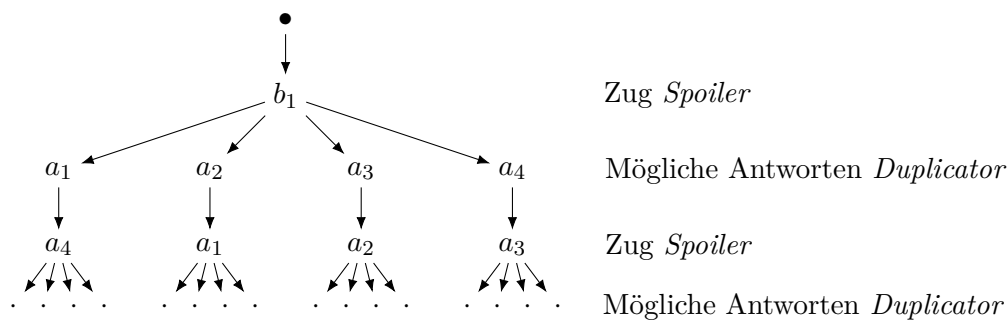 b₁ Zug Spoiler
a₁ a₂ a₃ a₄ Mögliche Antworten Duplicator
a₄ a₁ a₂ a₃ Zug Spoiler
. . . . . . . . . . . . . . . . Mögliche Antworten Duplicator